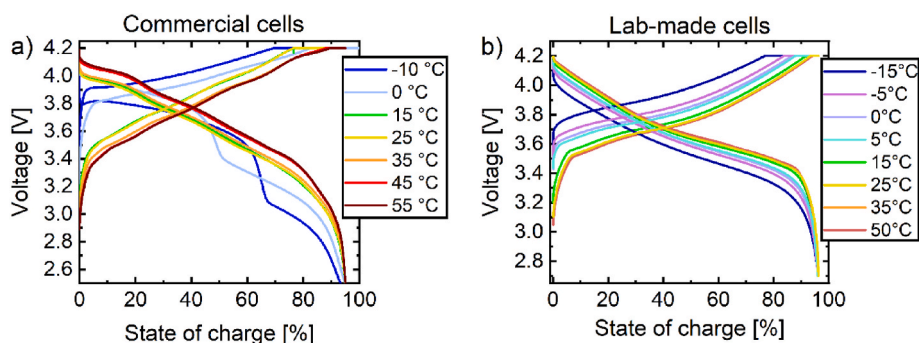 Commercial cells
Lab-made cells
a)
4.2
4.0
3.8
3.6
3.4
3.2
3.0
2.8
2.6
Voltage [V]
0 20 40 60 80 100
State of charge [%]
-10 °C
0 °C
15 °C
25 °C
35 °C
45 °C
55 °C
b)
4.2
4.0
3.8
3.6
3.4
3.2
3.0
2.8
Voltage [V]
0 20 40 60 80 100
State of charge [%]
-15 °C
-5°C
0°C
5°C
15°C
25°C
35°C
50°C